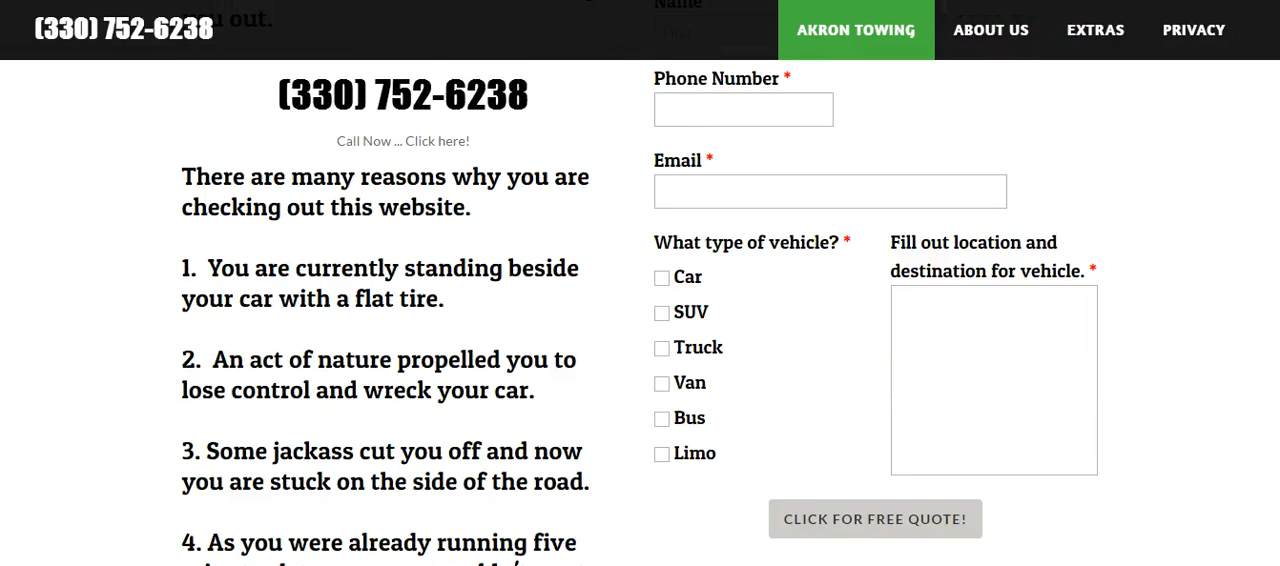 (330) 752-6238
AKRON TOWING
ABOUT US
EXTRAS
PRIVACY
out.
(330) 752-6238
Call Now ... Click here!
There are many reasons why you are
checking out this website.
1.  You are currently standing beside
your car with a flat tire.
2.  An act of nature propelled you to
lose control and wreck your car.
3. Some jackass cut you off and now
you are stuck on the side of the road.
4. As you were already running five
Name
Phone Number *
Email *
What type of vehicle? *
Car
SUV
Truck
Van
Bus
Limo
Fill out location and
destination for vehicle. *
CLICK FOR FREE QUOTE!